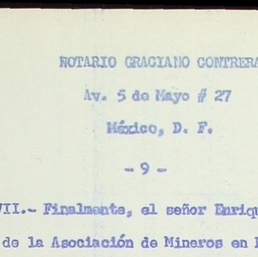 NOTARIO GRACIANO CONTRERA
Av. 5 de Mayo # 27
México, D. F.
- 9 -
VII.- Finalmente, el señor Enriqu
de la Asociación de Mineros en